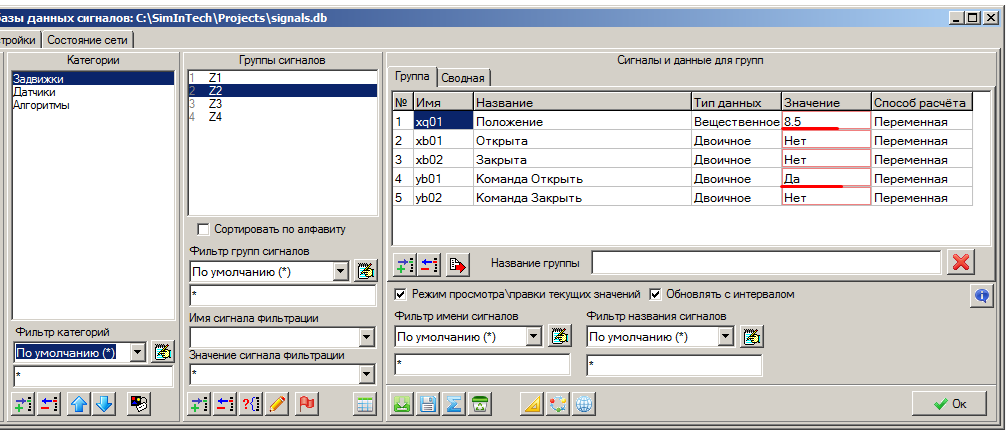 азы данных сигналов: C:\SimInTech\Projects\signals.db
тройки Состояние сети
Категории
Задвижки
Датчики
Алгоритмы
Фильтр категорий
По умолчанию (*)
*
Группы сигналов
1 Z1
2 Z2
3 Z3
4 Z4
Сортировать по алфавиту
Фильтр групп сигналов
По умолчанию (*)
*
Имя сигнала фильтрации
Значение сигнала фильтрации
*
Сигналы и данные для групп
Группа Сводная
№ Имя Название Тип данных Значение Способ расчёта
1 xq01 Положение Вещественное 8.5 Переменная
2 xb01 Открыта Двоичное Нет Переменная
3 xb02 Закрыта Двоичное Нет Переменная
4 yb01 Команда Открыть Двоичное Да Переменная
5 yb02 Команда Закрыть Двоичное Нет Переменная
Название группы
Режим просмотра\правки текущих значений Обновлять с интервалом
Фильтр имени сигналов Фильтр названия сигналов
По умолчанию (*) По умолчанию (*)
* *
Ок